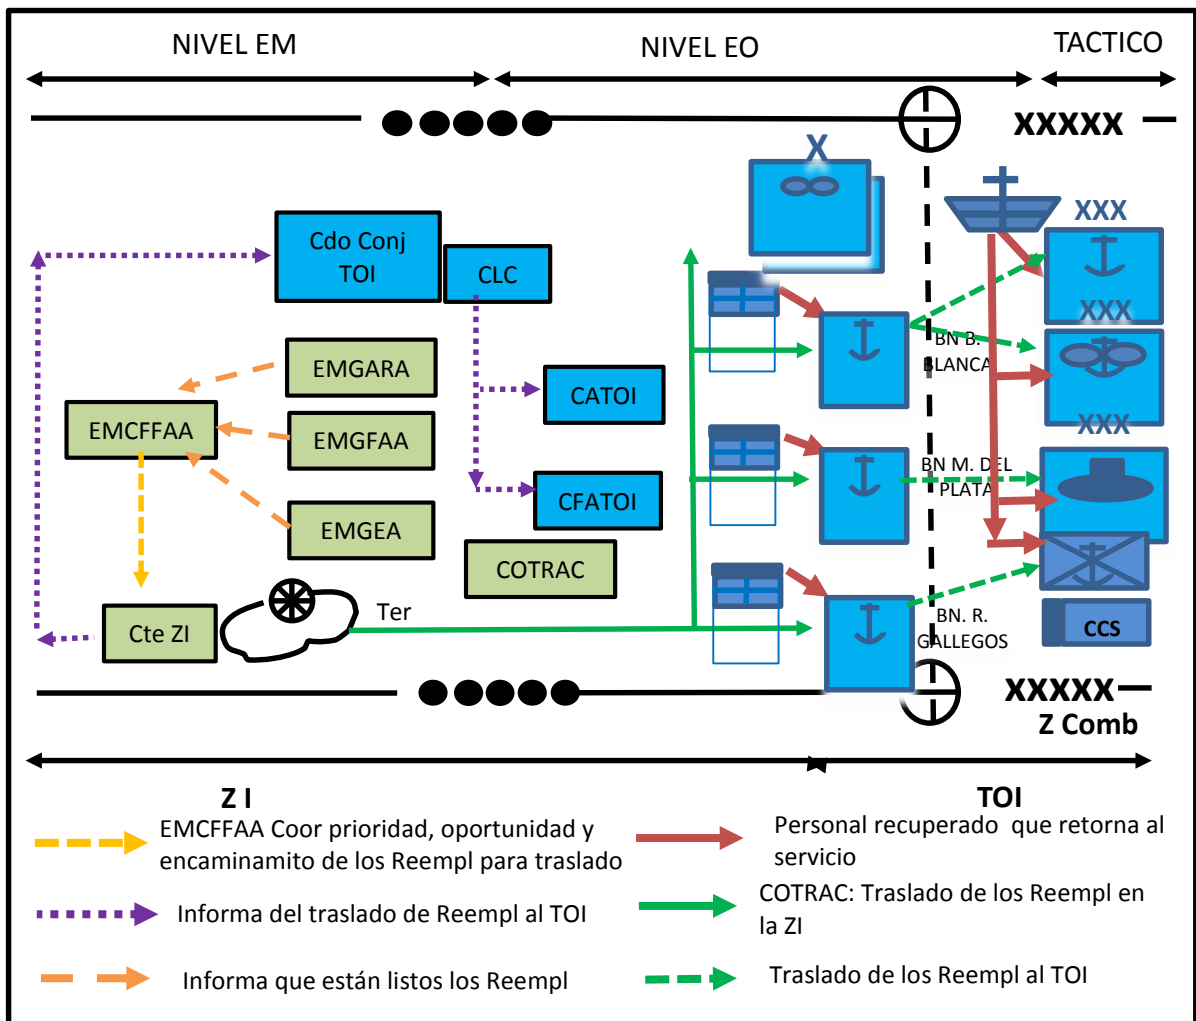 NIVEL EM
NIVEL EO
TACTICO
XXXXX
X
XXX
Cdo Conj
TOI
CLC
XXX
EMGARA
BN B.
BLANCA
CATOI
EMCFFAA
EMGFAA
XXX
BN M. DEL
PLATA
CFATOI
EMGEA
COTRAC
Ter
Cte ZI
BN. R.
GALLEGOS
CCS
XXXXX
Z Comb
Z I
TOI
EMCFFAA Coor prioridad, oportunidad y
encaminamito de los Reempl para traslado
Personal recuperado que retorna al
servicio
Informa del traslado de Reempl al TOI
COTRAC: Traslado de los Reempl en
la ZI
Informa que están listos los Reempl
Traslado de los Reempl al TOI